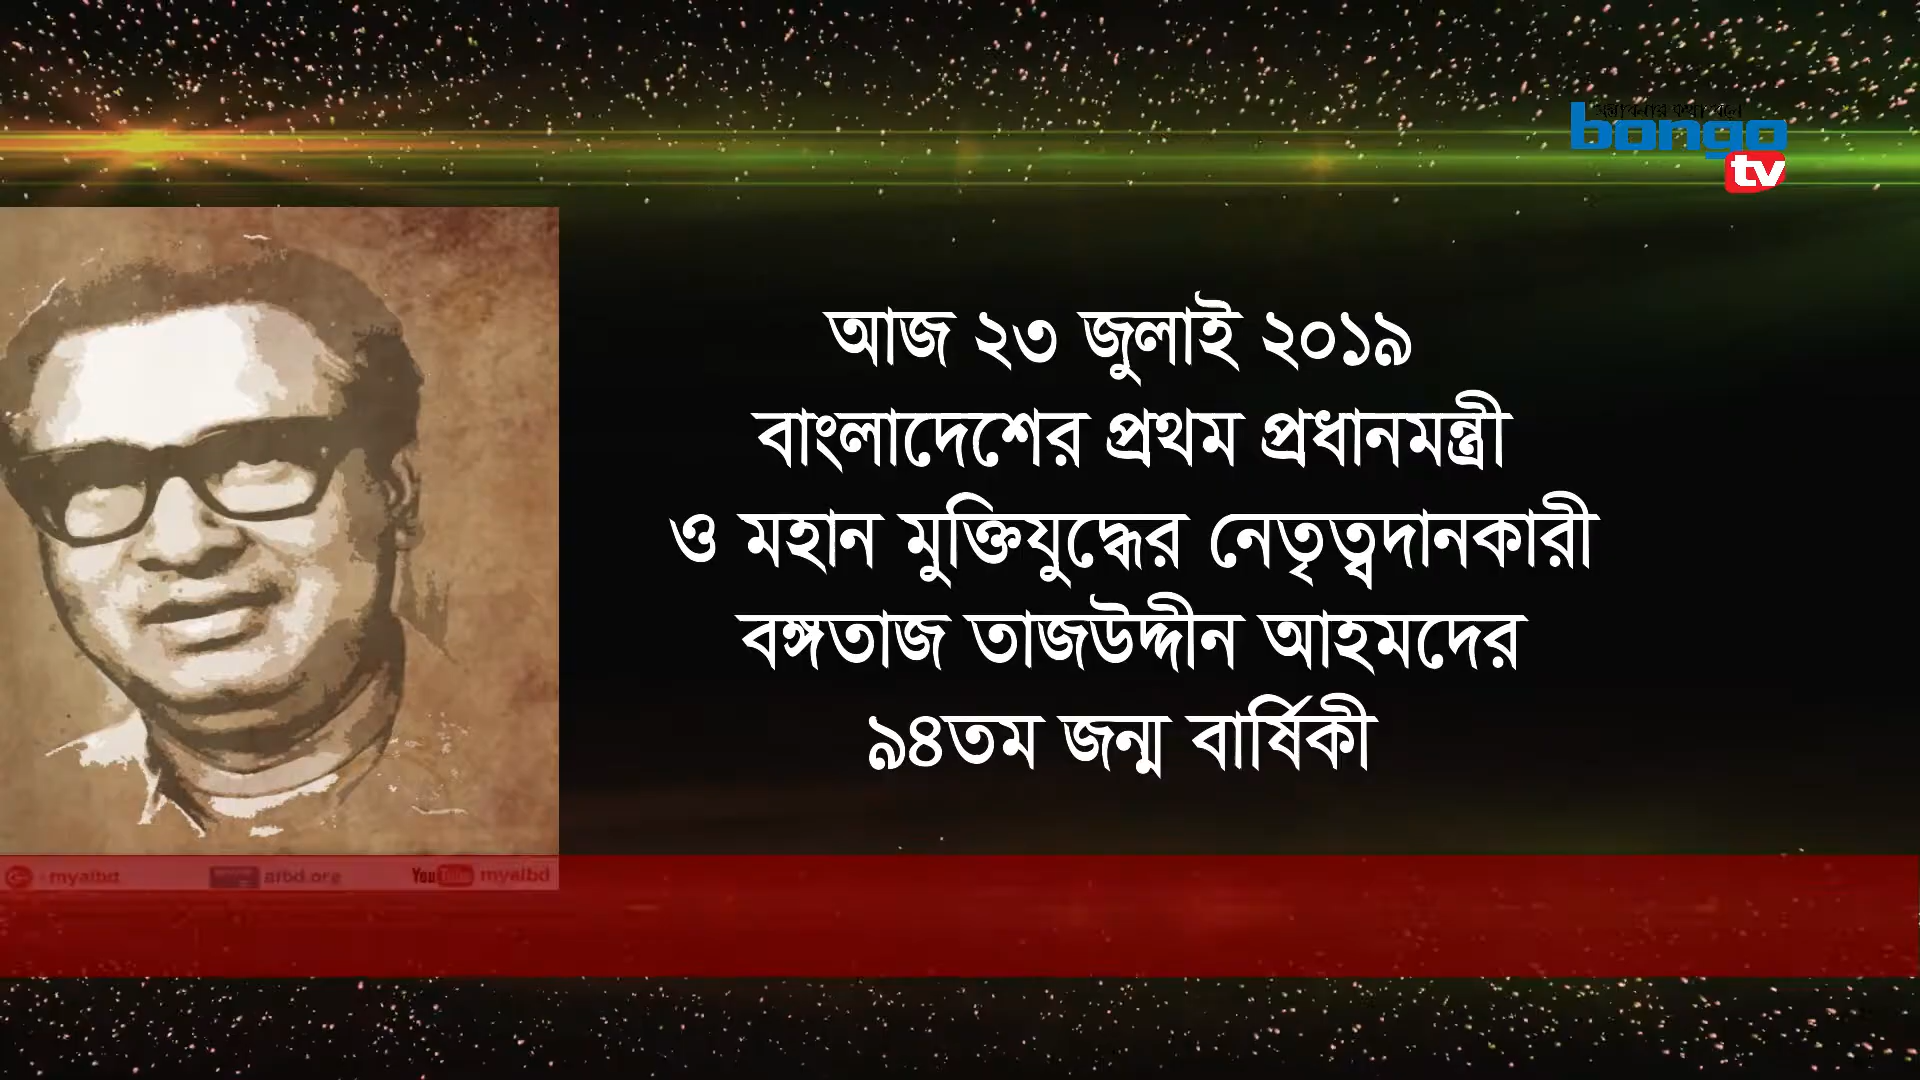 bongo
tv
আজ ২৩ জুলাই ২০১৯
বাংলাদেশের প্রথম প্রধানমন্ত্রী
ও মহান মুক্তিযুদ্ধের নেতৃত্বদানকারী
বঙ্গতাজ তাজউদ্দীন আহমদের
৯৪তম জন্ম বার্ষিকী
myalbd albd.org YouTube myalbd